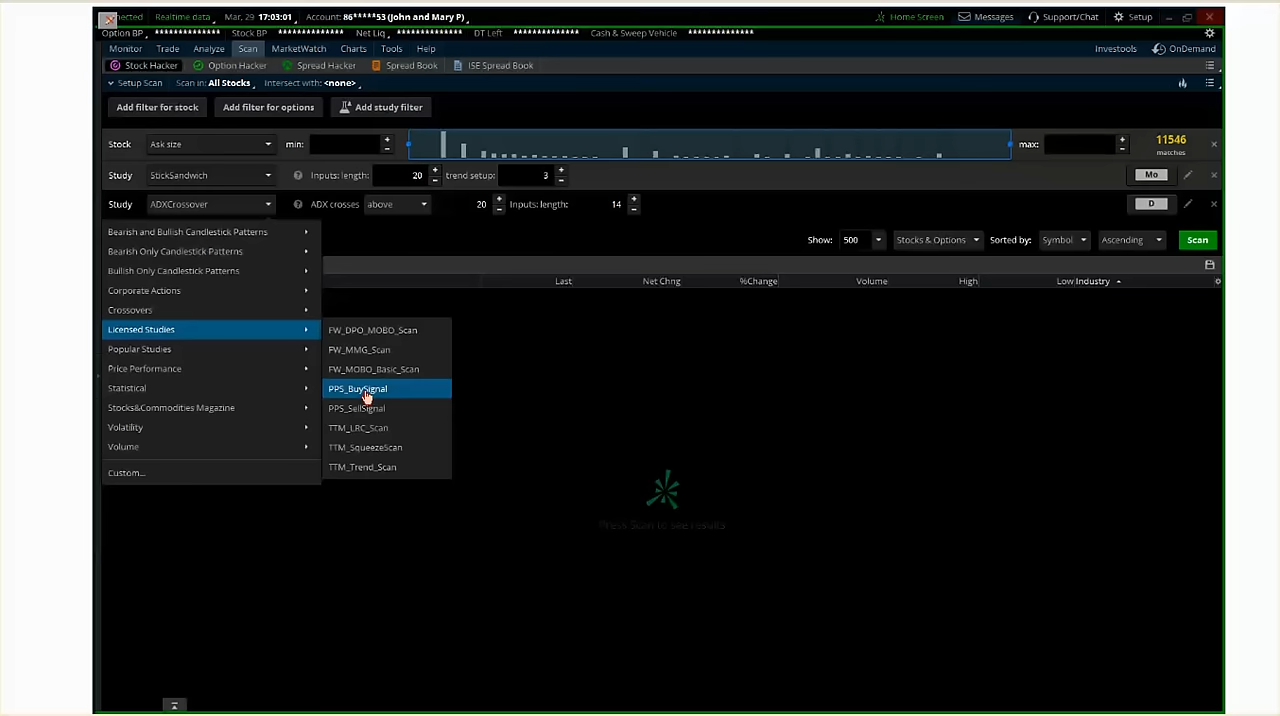 nected Realtime data Mar, 29 17:03:01 Account: 86*****53 (John and Mary P) Home Screen Messages Support/Chat Setup
Option BP ************** Stock BP ************** Net Liq ************** DT Left ************** Cash & Sweep Vehicle **************
Monitor Trade Analyze Scan MarketWatch Charts Tools Help Investools OnDemand
Stock Hacker Option Hacker Spread Hacker Spread Book ISE Spread Book
Setup Scan Scan in: All Stocks Intersect with: <none>
Add filter for stock Add filter for options Add study filter
Stock Ask size min: max: 11546
matches
Study StickSandwich Inputs: length: 20 trend setup: 3 Mo
Study ADXCrossover ADX crosses above 20 Inputs: length: 14 D
Bearish and Bullish Candlestick Patterns
Show: 500 Stocks & Options Sorted by: Symbol Ascending Scan
Bearish Only Candlestick Patterns
Bullish Only Candlestick Patterns
Last Net Chng %Change Volume High Low Industry
Corporate Actions
Crossovers
Licensed Studies FW_DPO_MOBO_Scan
Popular Studies FW_MMG_Scan
Price Performance FW_MOBO_Basic_Scan
Statistical PPS_BuySignal
Stocks&Commodities Magazine PPS_SellSignal
Volatility TTM_LRC_Scan
Volume TTM_SqueezeScan
Custom... TTM_Trend_Scan
Press Scan to see results